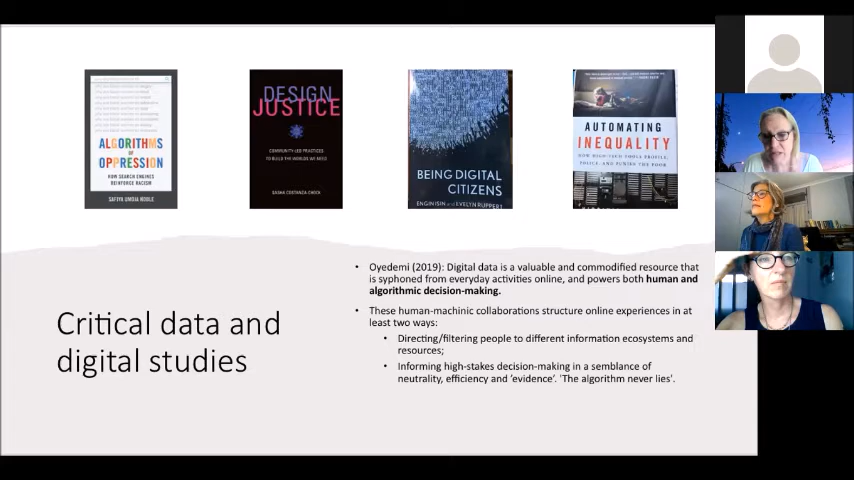 ALGORITHMS
OF
OPPRESSION
HOW SEARCH ENGINES
REINFORCE RACISM
SAFIYA UMOJA NOBLE
DESIGN
JUSTICE
COMMUNITY-LED PRACTICES
TO BUILD THE WORLDS WE NEED
SASHA COSTANZA-CHOCK
BEING DIGITAL
CITIZENS
ENGIN ISIN and EVELYN RUPPERT
AUTOMATING
INEQUALITY
HOW HIGH-TECH TOOLS PROFILE,
POLICE, AND PUNISH THE POOR
Critical data and
digital studies
• Oyedemi (2019): Digital data is a valuable and commodified resource that
is syphoned from everyday activities online, and powers both human and
algorithmic decision-making.
• These human-machinic collaborations structure online experiences in at
least two ways:
• Directing/filtering people to different information ecosystems and
resources;
• Informing high-stakes decision-making in a semblance of
neutrality, efficiency and ‘evidence’. 'The algorithm never lies'.